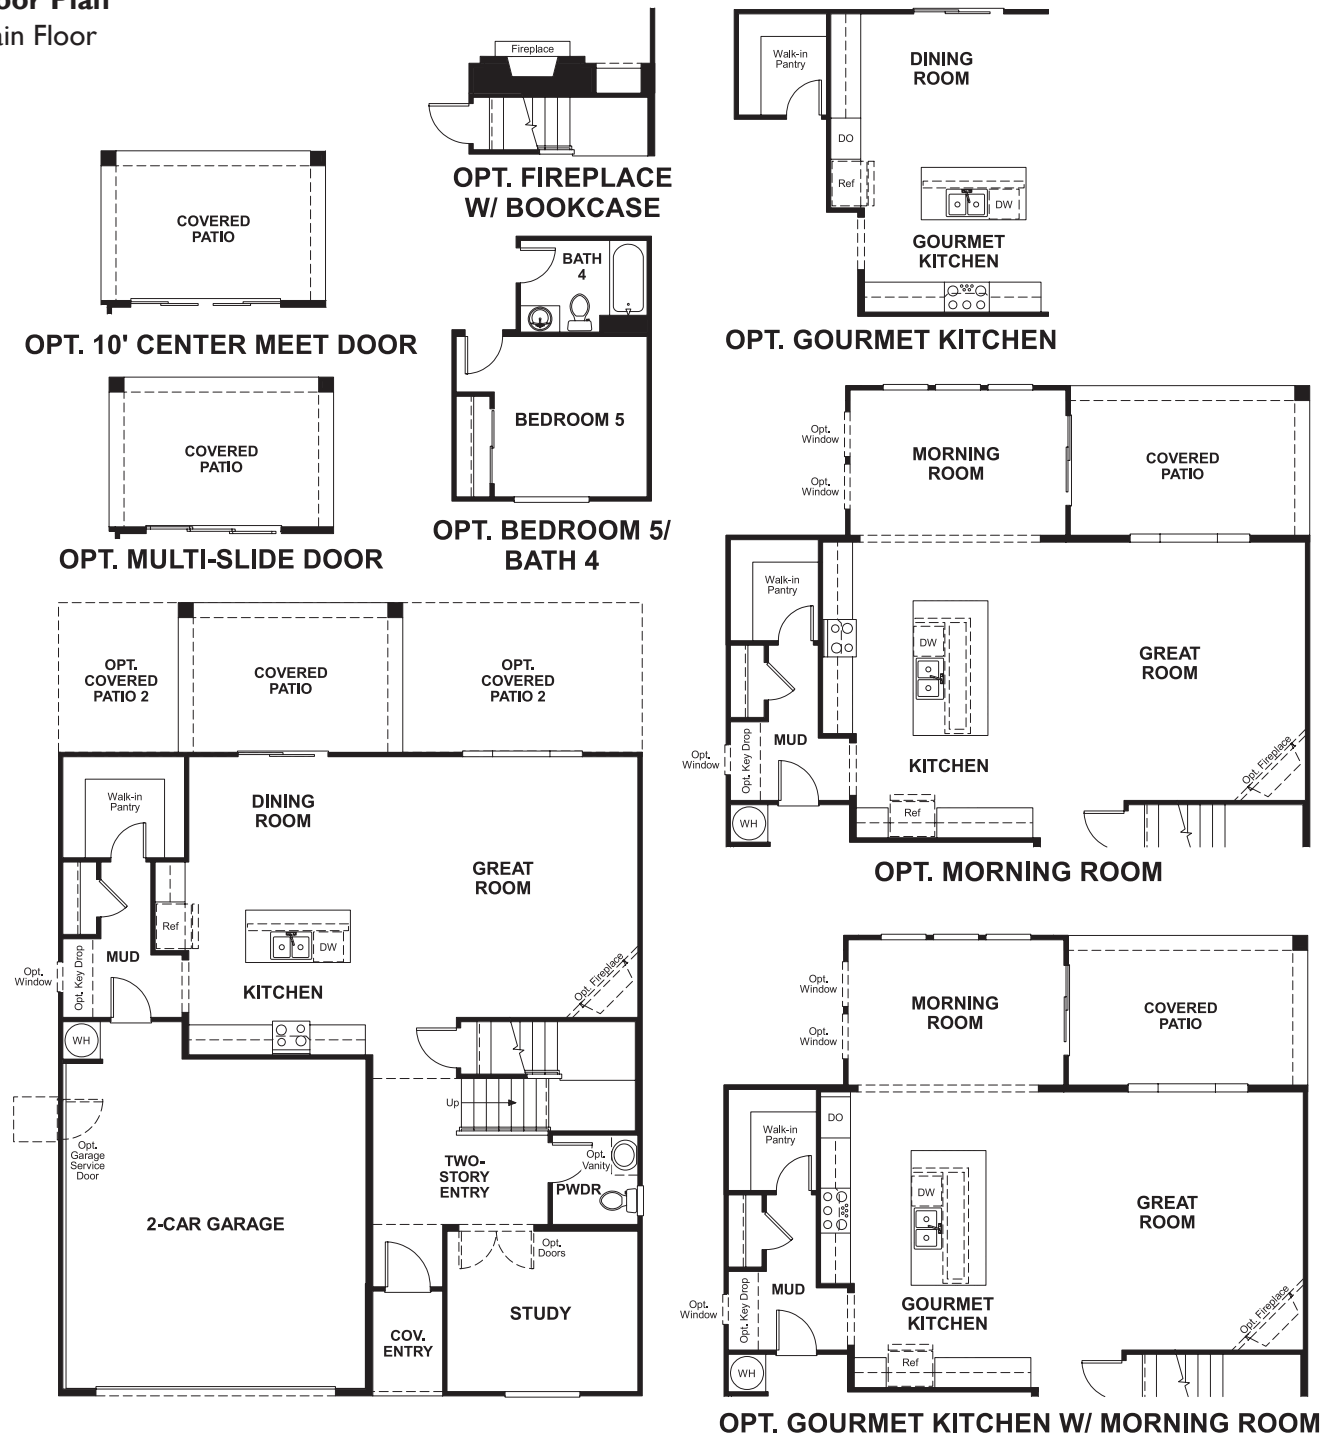 oor Plan
ain Floor
Fireplace
OPT. FIREPLACE
W/ BOOKCASE
Walk-in
Pantry
DINING
ROOM
DO
Ref
DW
GOURMET
KITCHEN
OPT. GOURMET KITCHEN
COVERED
PATIO
OPT. 10' CENTER MEET DOOR
COVERED
PATIO
OPT. MULTI-SLIDE DOOR
BATH
4
BEDROOM 5
OPT. BEDROOM 5/
BATH 4
Opt.
Window
Opt.
Window
MORNING
ROOM
COVERED
PATIO
Walk-in
Pantry
DW
GREAT
ROOM
MUD
Opt.
Window
Opt. Key Drop
KITCHEN
Opt. Fireplace
WH
Ref
OPT. MORNING ROOM
OPT.
COVERED
PATIO 2
COVERED
PATIO
OPT.
COVERED
PATIO 2
Walk-in
Pantry
DINING
ROOM
GREAT
ROOM
Ref
DW
MUD
Opt.
Window
Opt. Key Drop
KITCHEN
Opt. Fireplace
WH
Up
Opt.
Garage
Service
Door
TWO-
STORY
ENTRY
Opt.
Vanity
PWDR
2-CAR GARAGE
Opt.
Doors
STUDY
COV.
ENTRY
Opt.
Window
Opt.
Window
MORNING
ROOM
COVERED
PATIO
DO
Walk-in
Pantry
DW
GREAT
ROOM
MUD
Opt.
Window
Opt. Key Drop
GOURMET
KITCHEN
Opt. Fireplace
WH
Ref
OPT. GOURMET KITCHEN W/ MORNING ROOM